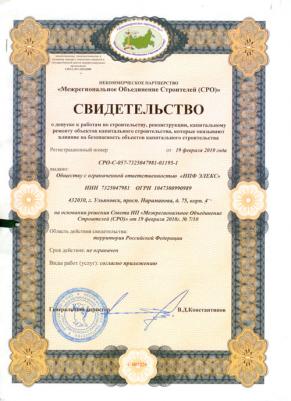 НЕКОММЕРЧЕСКОЕ ПАРТНЕРСТВО
«Межрегиональное Объединение Строителей (СРО)»
СВИДЕТЕЛЬСТВО
о допуске к работам по строительству, реконструкции, капитальному
ремонту объектов капитального строительства, которые оказывают
влияние на безопасность объектов капитального строительства
Регистрационный номер от 19 февраля 2010 года
СРО-С-057-7325047981-01195-1
выдано:
Обществу с ограниченной ответственностью «НПФ ЭЛЕКС»
ИНН 7325047981 ОГРН 1047300990989
432030, г. Ульяновск, просп. Нариманова, д. 75, корп. 4
на основании решения Совета НП «Межрегиональное Объединение
Строителей (СРО)» от 19 февраля 2010г. № 7/10
Область действия свидетельства:
территория Российской Федерации
Срок действия: не ограничен
Виды работ (услуг): согласно приложению
Генеральный директор В.Д.Константинов